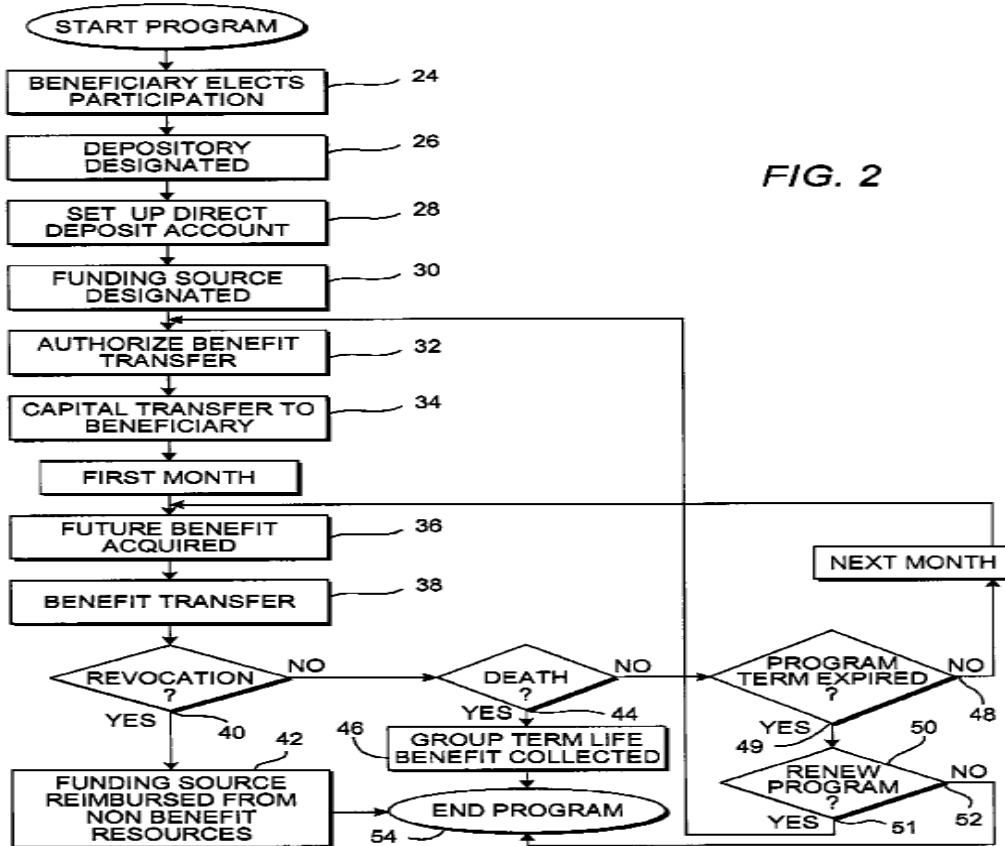 START PROGRAM
BENEFICIARY ELECTS
PARTICIPATION
24
DEPOSITORY
DESIGNATED
26
FIG. 2
SET UP DIRECT
DEPOSIT ACCOUNT
28
FUNDING SOURCE
DESIGNATED
30
AUTHORIZE BENEFIT
TRANSFER
32
CAPITAL TRANSFER TO
BENEFICIARY
34
FIRST MONTH
FUTURE BENEFIT
ACQUIRED
36
NEXT MONTH
BENEFIT TRANSFER
38
REVOCATION
?
NO
YES
40
DEATH
?
NO
YES
44
PROGRAM
TERM EXPIRED
?
NO
48
YES
49
42
FUNDING SOURCE
REIMBURSED FROM
NON BENEFIT
RESOURCES
46
GROUP TERM LIFE
BENEFIT COLLECTED
50
RENEW
PROGRAM
?
NO
52
YES
51
END PROGRAM
54